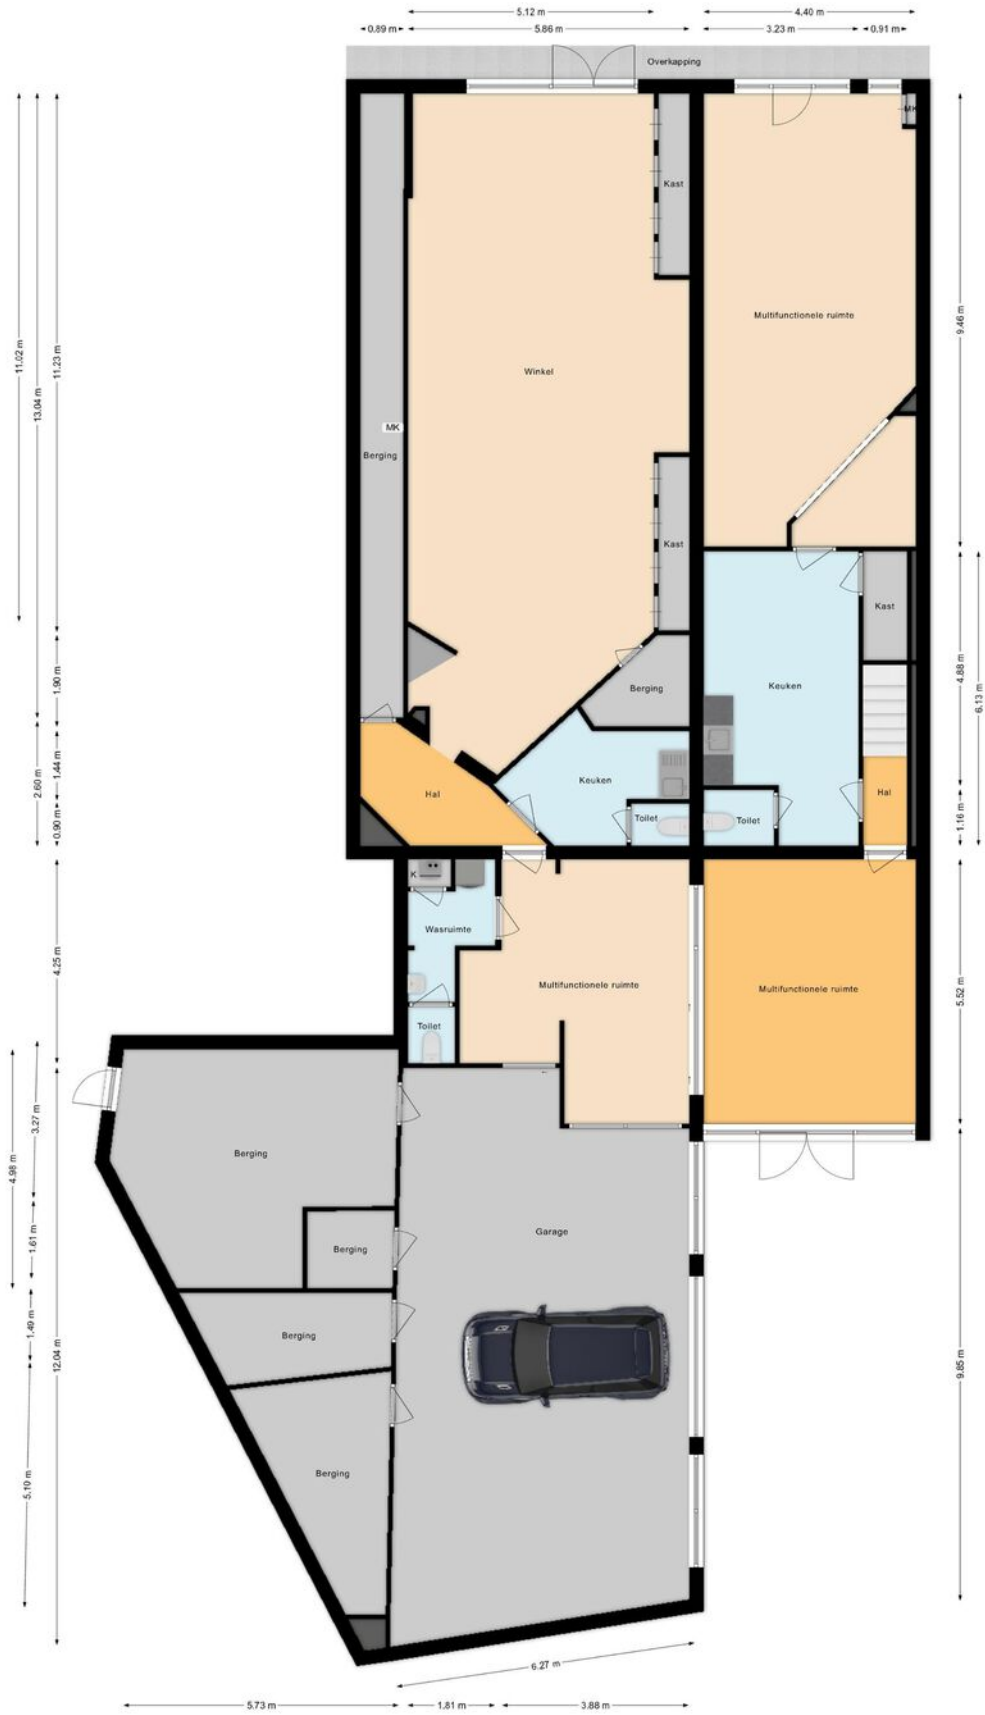 5.12 m
4.40 m
0.89 m
5.86 m
3.23 m
0.91 m
Overkapping
MK
Kast
Multifunctionele ruimte
9.46 m
11.02 m
13.04 m
11.23 m
Winkel
MK
Berging
Kast
Kast
Keuken
4.88 m
6.13 m
Berging
1.90 m
Keuken
Hal
Hal
1.44 m
2.60 m
0.90 m
Toilet
Toilet
1.16 m
K
Wasruimte
4.25 m
Multifunctionele ruimte
Multifunctionele ruimte
5.52 m
Toilet
3.27 m
4.98 m
Berging
Garage
1.61 m
Berging
1.49 m
Berging
12.04 m
9.85 m
Berging
5.10 m
6.27 m
5.73 m
1.81 m
3.88 m